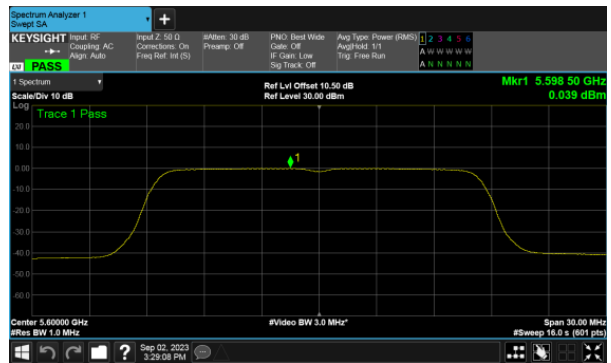 Spectrum Analyzer 1
Swept SA
+
KEYSIGHT Input: RF
Coupling: AC
Align: Auto
LXI PASS
Input Z: 50 Ω
Corrections: On
Freq Ref: Int (S)
#Atten: 30 dB
Preamp: Off
PNO: Best Wide
Gate: Off
IF Gain: Low
Sig Track: Off
Avg Type: Power (RMS)
Avg|Hold: 1/1
Trig: Free Run
1 2 3 4 5 6
A W W W W W
A N N N N N
1 Spectrum
Scale/Div 10 dB
Ref Lvl Offset 10.50 dB
Ref Level 30.00 dBm
Mkr1 5.598 50 GHz
0.039 dBm
Log
Trace 1 Pass
20.0
10.0
0.00
1
-10.0
-20.0
-30.0
-40.0
-50.0
-60.0
Center 5.60000 GHz
#Res BW 1.0 MHz
#Video BW 3.0 MHz*
Span 30.00 MHz
#Sweep 16.0 s (601 pts)
?
Sep 02, 2023
3:29:08 PM